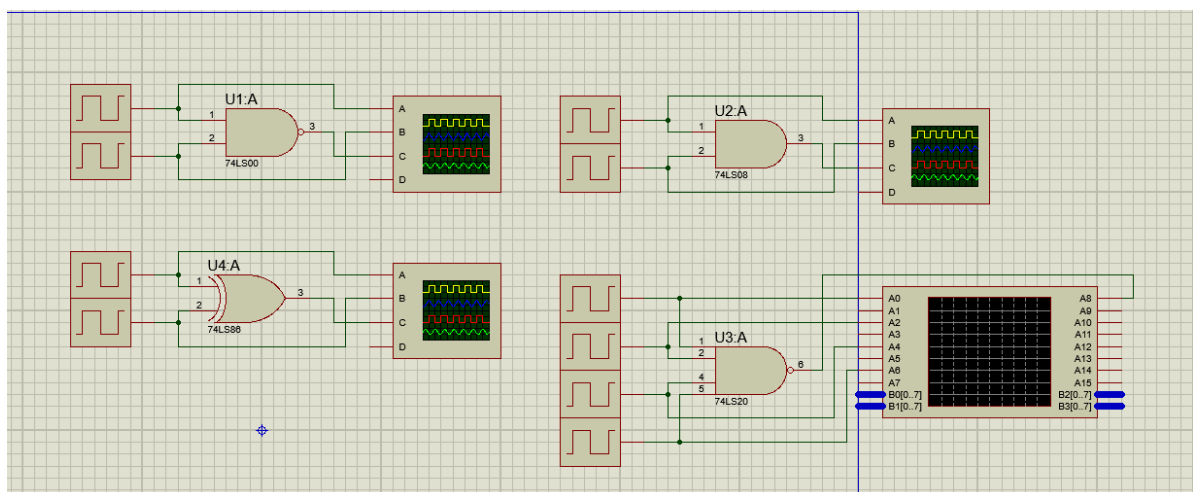 U1:A
1
2
3
74LS00
A
B
C
D
U2:A
1
2
3
74LS08
A
B
C
D
U4:A
1
2
3
74LS86
A
B
C
D
U3:A
1
2
4
5
6
74LS20
A0
A1
A2
A3
A4
A5
A6
A7
B0[0..7]
B1[0..7]
A8
A9
A10
A11
A12
A13
A14
A15
B2[0..7]
B3[0..7]